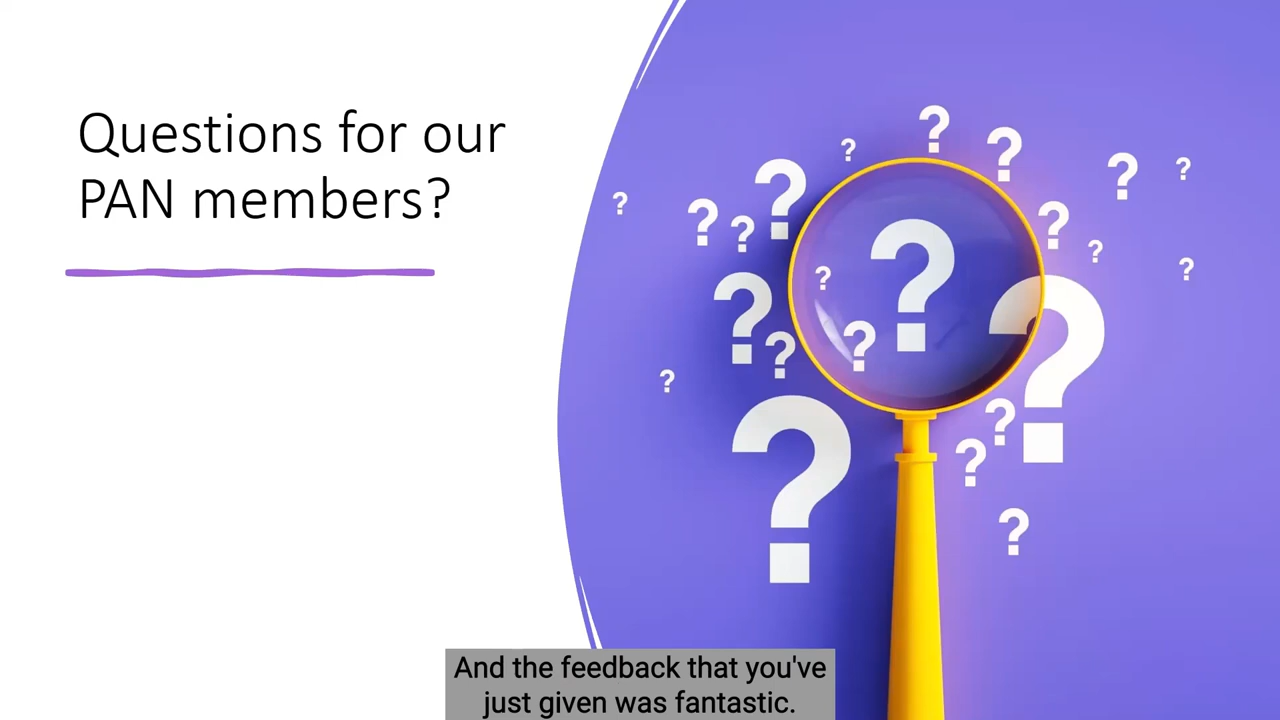 Questions for our
PAN members?
And the feedback that you've
just given was fantastic.